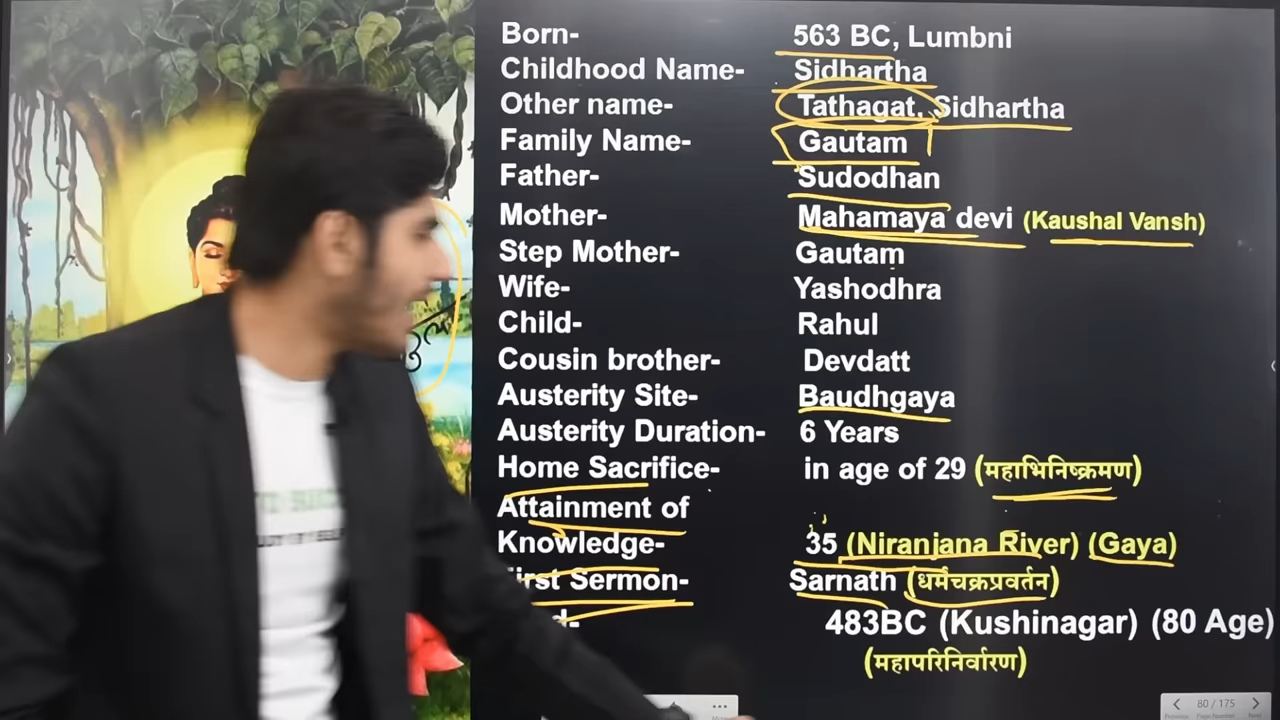 Born- 563 BC, Lumbni
Childhood Name- Sidhartha
Other name- Tathagat, Sidhartha
Family Name- Gautam
Father- Sudodhan
Mother- Mahamaya devi (Kaushal Vansh)
Step Mother- Gautam
Wife- Yashodhra
Child- Rahul
Cousin brother- Devdatt
Austerity Site- Baudhgaya
Austerity Duration- 6 Years
Home Sacrifice- in age of 29 (महाभिनिष्क्रमण)
Attainment of
Knowledge- 35 (Niranjana River) (Gaya)
First Sermon- Sarnath (धर्मचक्रप्रवर्तन)
483BC (Kushinagar) (80 Age)
(महापरिनिर्वारण)
80 / 175